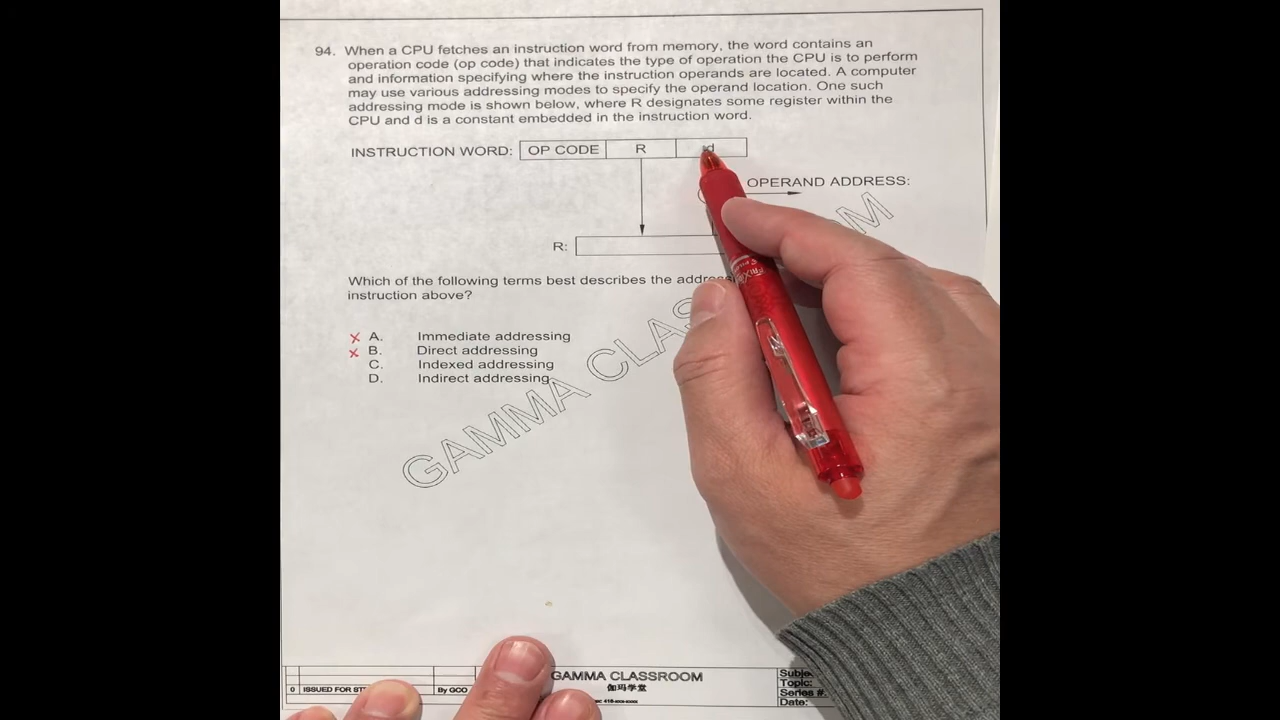 94. When a CPU fetches an instruction word from memory, the word contains an
operation code (op code) that indicates the type of operation the CPU is to perform
and information specifying where the instruction operands are located. A computer
may use various addressing modes to specify the operand location. One such
addressing mode is shown below, where R designates some register within the
CPU and d is a constant embedded in the instruction word.
INSTRUCTION WORD: OP CODE R d
OPERAND ADDRESS:
R:
Which of the following terms best describes the
instruction above?
A. Immediate addressing
B. Direct addressing
C. Indexed addressing
D. Indirect addressing
GAMMA CLAS OM
0 ISSUED FOR By GCO
GAMMA CLASSROOM
伽玛学堂
Topic:
Series #.
Date: